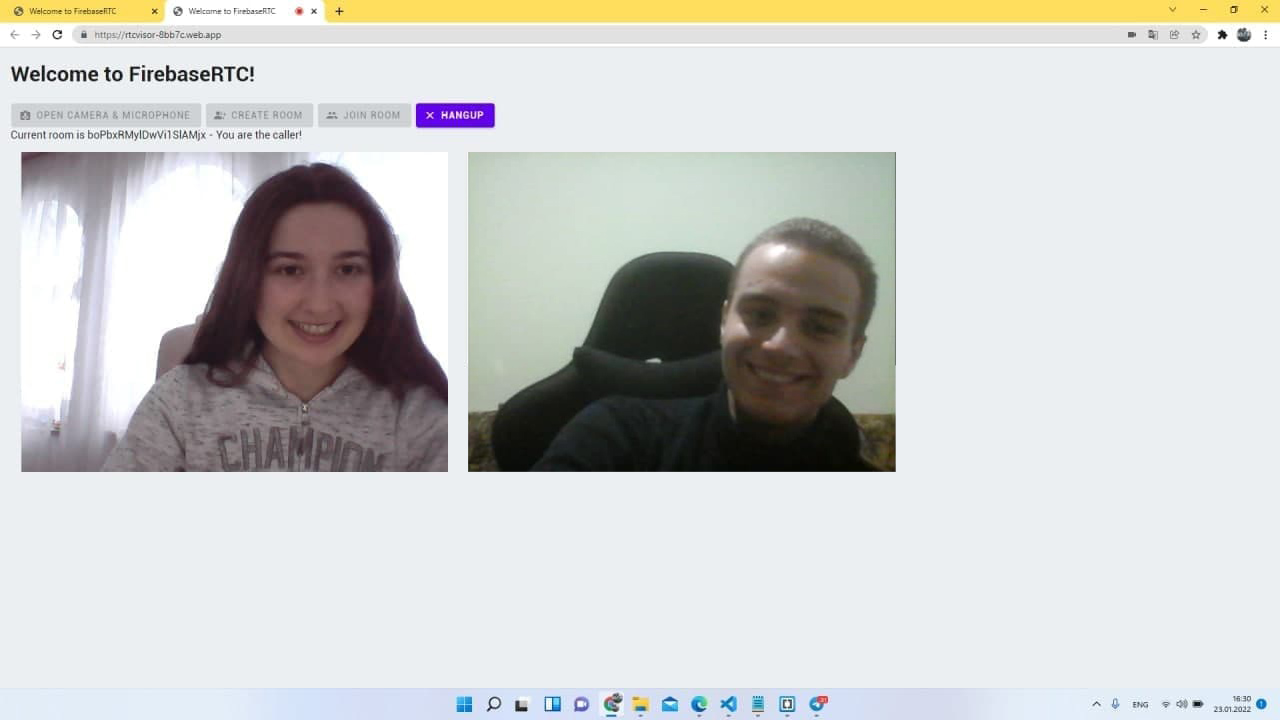 Welcome to FirebaseRTC
Welcome to FirebaseRTC
https://rtcvisor-8bb7c.web.app
Welcome to FirebaseRTC!
OPEN CAMERA & MICROPHONE CREATE ROOM JOIN ROOM HANGUP
Current room is boPbxRMylDwVi1SlAMjx - You are the caller!
CHAMPION
ENG
16:30
23.01.2022
1